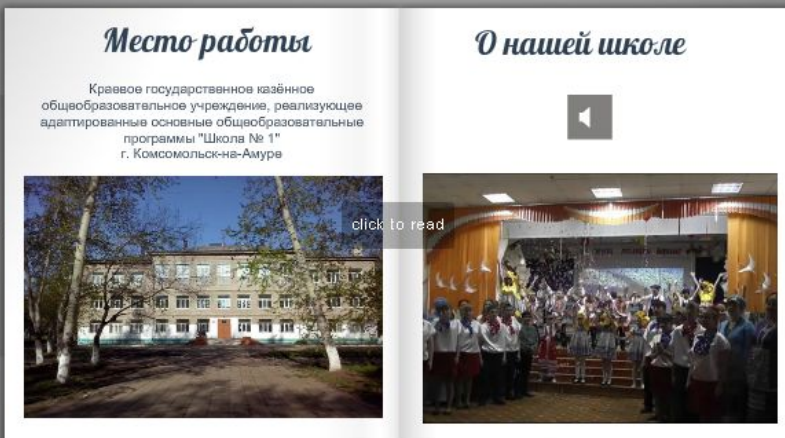 Место работы
Краевое государственное казённое
общеобразовательное учреждение, реализующее
адаптированные основные общеобразовательные
программы "Школа № 1"
г. Комсомольск-на-Амуре
О нашей школе
click to read